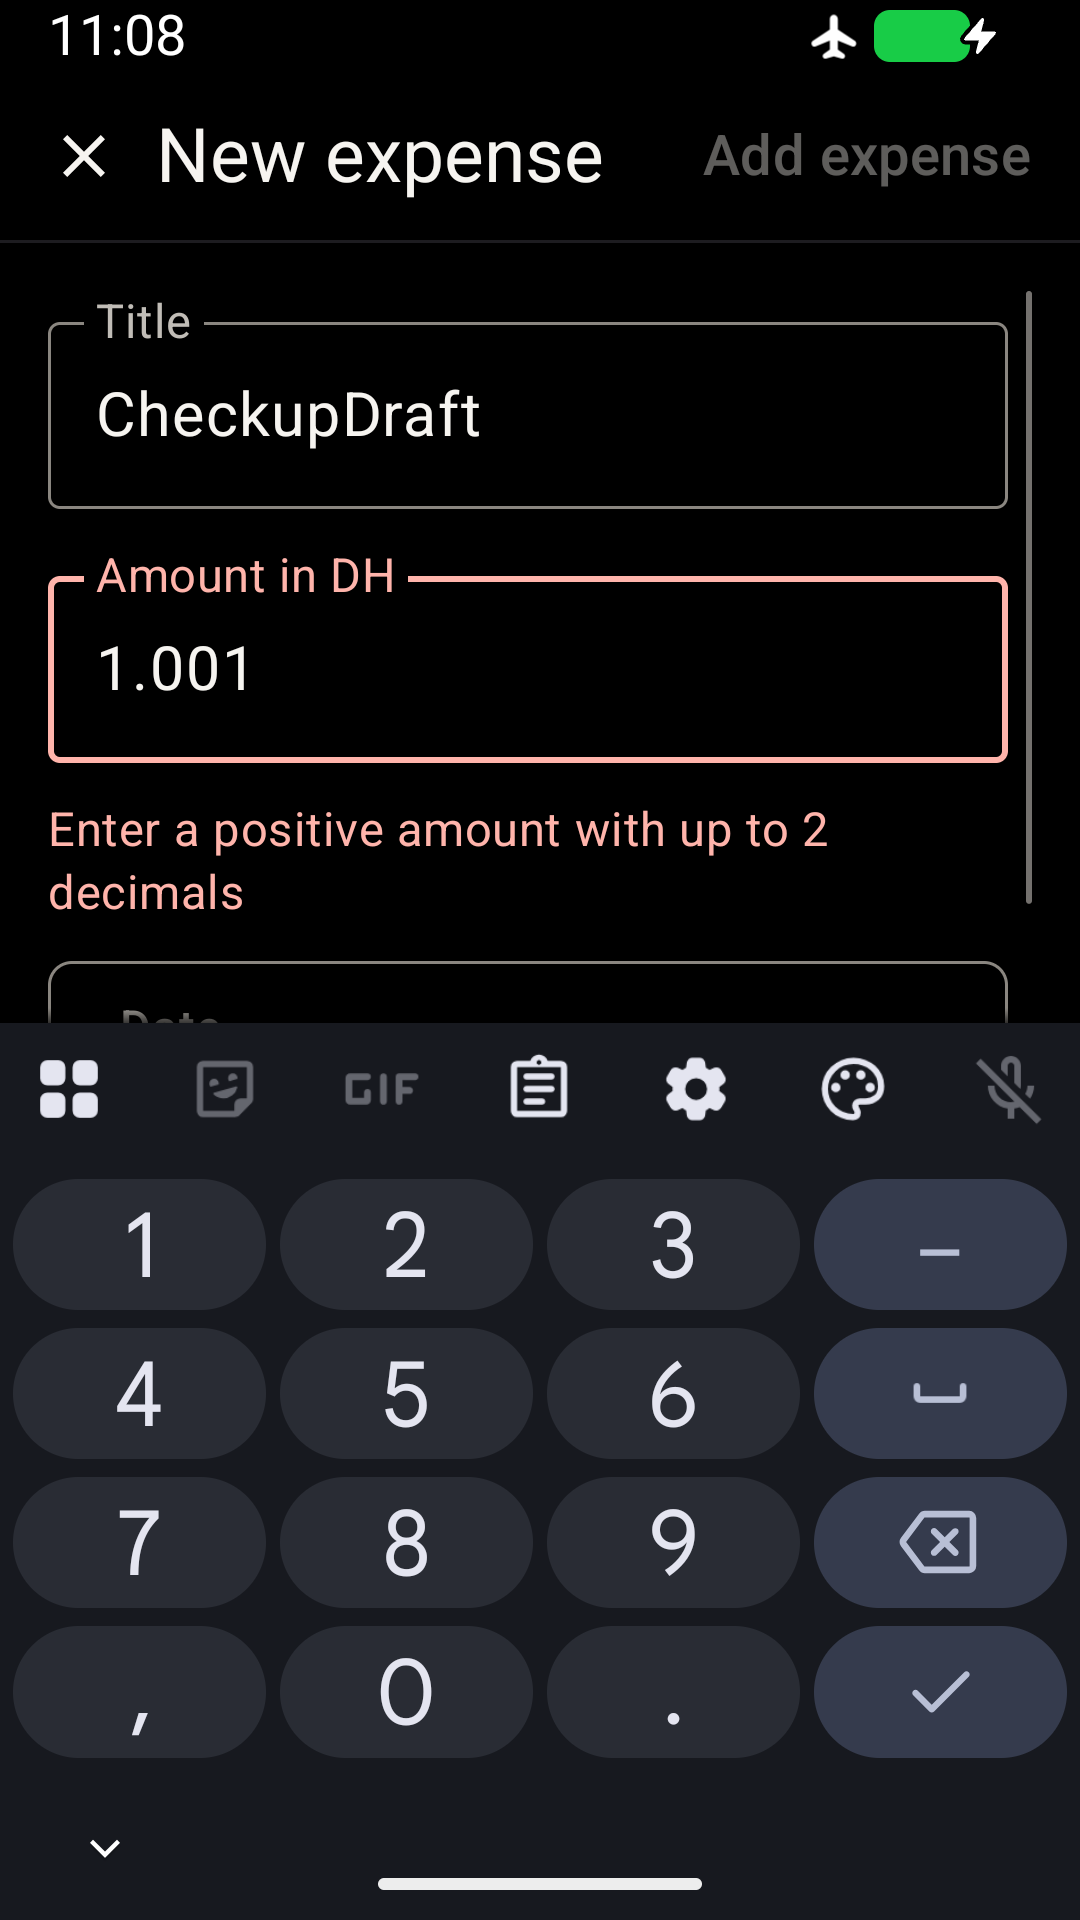 11:08
New expense
Add expense
Title
CheckupDraft
Amount in DH
1.001
Enter a positive amount with up to 2
decimals
Date
GIF
1 2 3 –
4 5 6
7 8 9
, 0 .